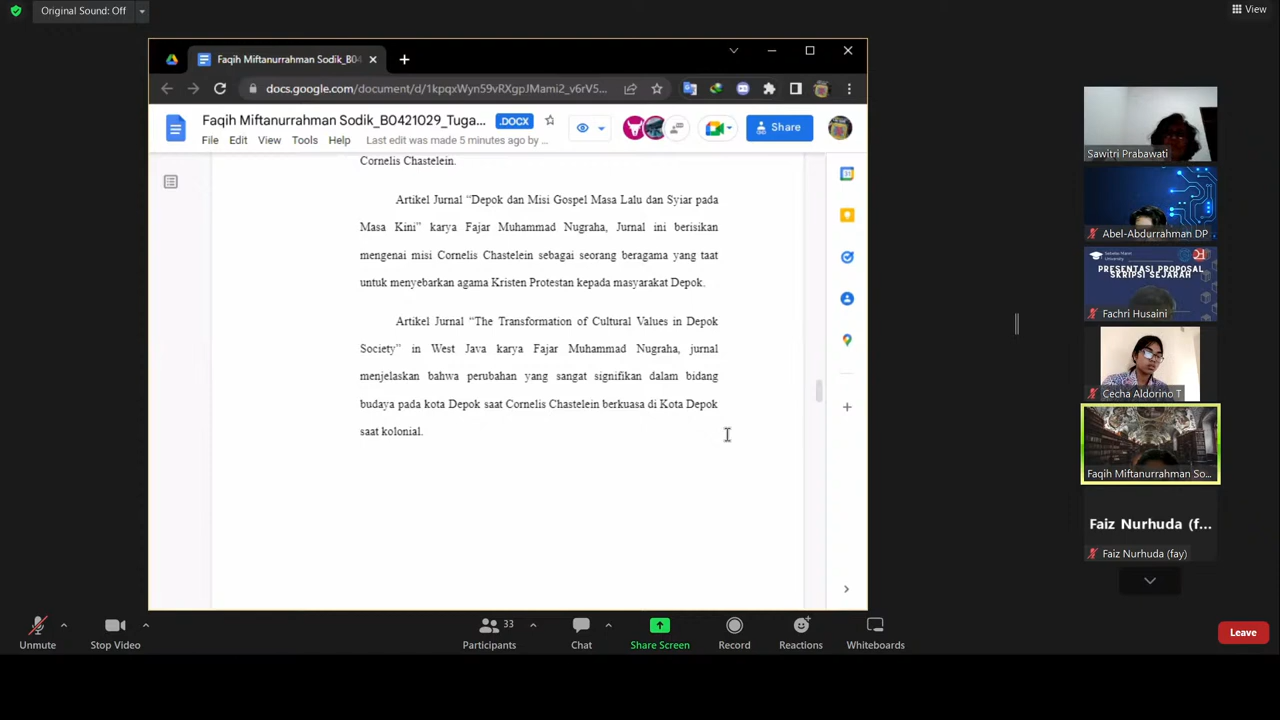 Original Sound: Off
View
Faqih Miftanurrahman Sodik_B04
docs.google.com/document/d/1kpqxWyn59vRXgpJMami2_v6rV5...
Faqih Miftanurrahman Sodik_B0421029_Tuga...
.DOCX
Share
File Edit View Tools Help
Last edit was made 5 minutes ago by ...
Cornelis Chastelein.
Artikel Jurnal “Depok dan Misi Gospel Masa Lalu dan Syiar pada
Masa Kini” karya Fajar Muhammad Nugraha, Jurnal ini berisikan
mengenai misi Cornelis Chastelein sebagai seorang beragama yang taat
untuk menyebarkan agama Kristen Protestan kepada masyarakat Depok.
Artikel Jurnal “The Transformation of Cultural Values in Depok
Society” in West Java karya Fajar Muhammad Nugraha, jurnal
menjelaskan bahwa perubahan yang sangat signifikan dalam bidang
budaya pada kota Depok saat Cornelis Chastelein berkuasa di Kota Depok
saat kolonial.
Sawitri Prabawati
Abel-Abdurrahman DP
PRESENTASI PROPOSAL
SKRIPSI SEJARAH
Fachri Husaini
Cecha Aldorino T
Faqih Miftanurrahman So...
Faiz Nurhuda (f...
Faiz Nurhuda (fay)
Unmute
Stop Video
33
Participants
Chat
Share Screen
Record
Reactions
Whiteboards
Leave